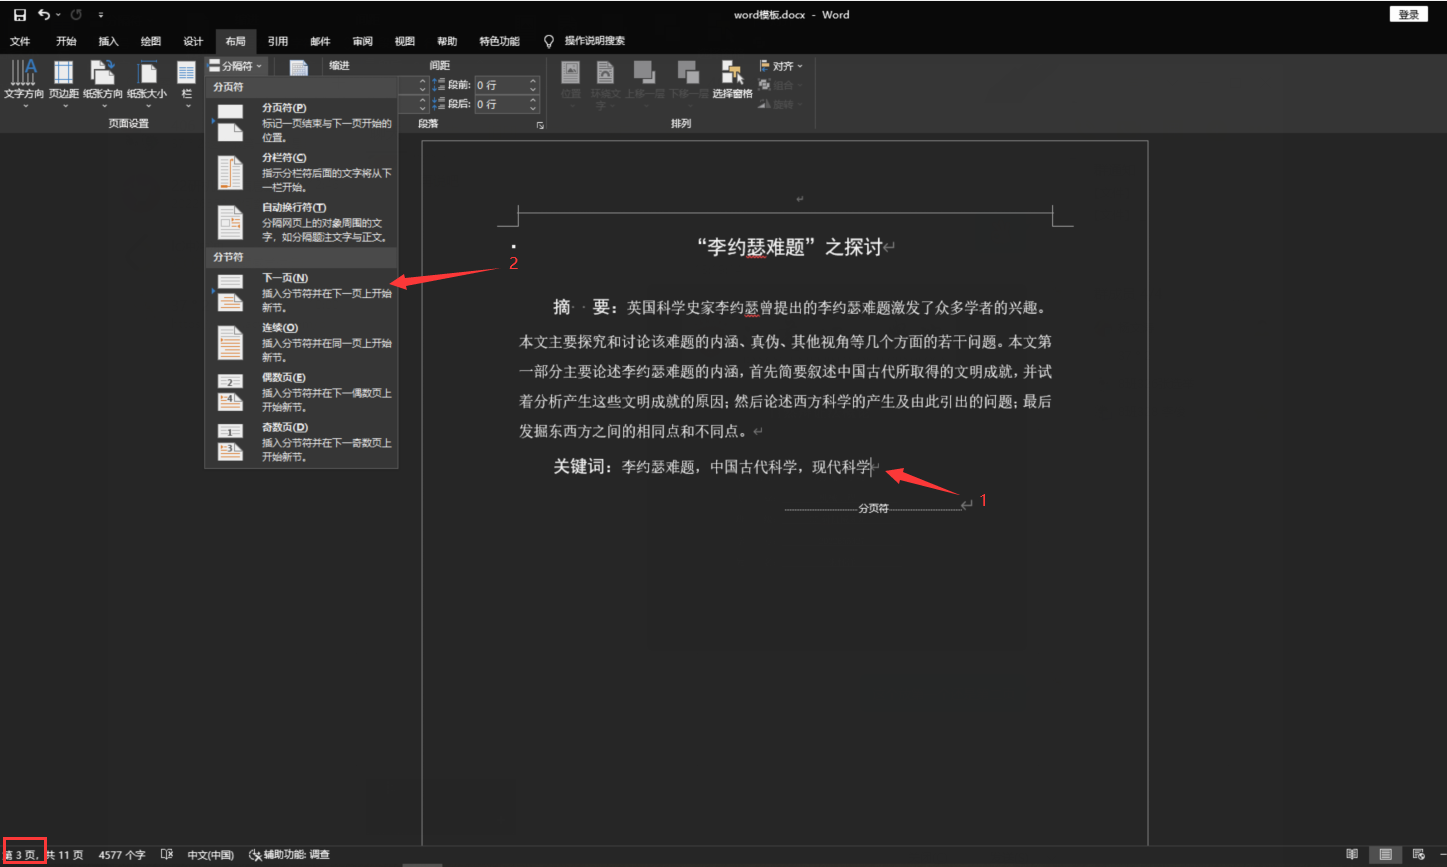 word模板.docx - Word
登录
文件 开始 插入 绘图 设计 布局 引用 邮件 审阅 视图 帮助 特色功能 操作说明搜索
文字方向 页边距 纸张方向 纸张大小 栏
分隔符
页面设置
缩进 间距
段前: 0 行
段后: 0 行
段落
位置 环绕文字 上移一层 下移一层 选择窗格
对齐
组合
旋转
排列
分页符
分页符(P)
标记一页结束与下一页开始的
位置。
分栏符(C)
指示分栏符后面的文字将从下
一栏开始。
自动换行符(T)
分隔网页上的对象周围的文
字，如分隔题注文字与正文。
分节符
下一页(N)
插入分节符并在下一页上开始
新节。
连续(O)
插入分节符并在同一页上开始
新节。
偶数页(E)
插入分节符并在下一偶数页上
开始新节。
奇数页(D)
插入分节符并在下一奇数页上
开始新节。
2
“李约瑟难题”之探讨
摘 要：英国科学史家李约瑟曾提出的李约瑟难题激发了众多学者的兴趣。
本文主要探究和讨论该难题的内涵、真伪、其他视角等几个方面的若干问题。本文第
一部分主要论述李约瑟难题的内涵，首先简要叙述中国古代所取得的文明成就，并试
着分析产生这些文明成就的原因；然后论述西方科学的产生及由此引出的问题；最后
发掘东西方之间的相同点和不同点。
关键词：李约瑟难题，中国古代科学，现代科学
1
分页符
第 3 页，共 11 页 4577 个字 中文(中国) 辅助功能: 调查